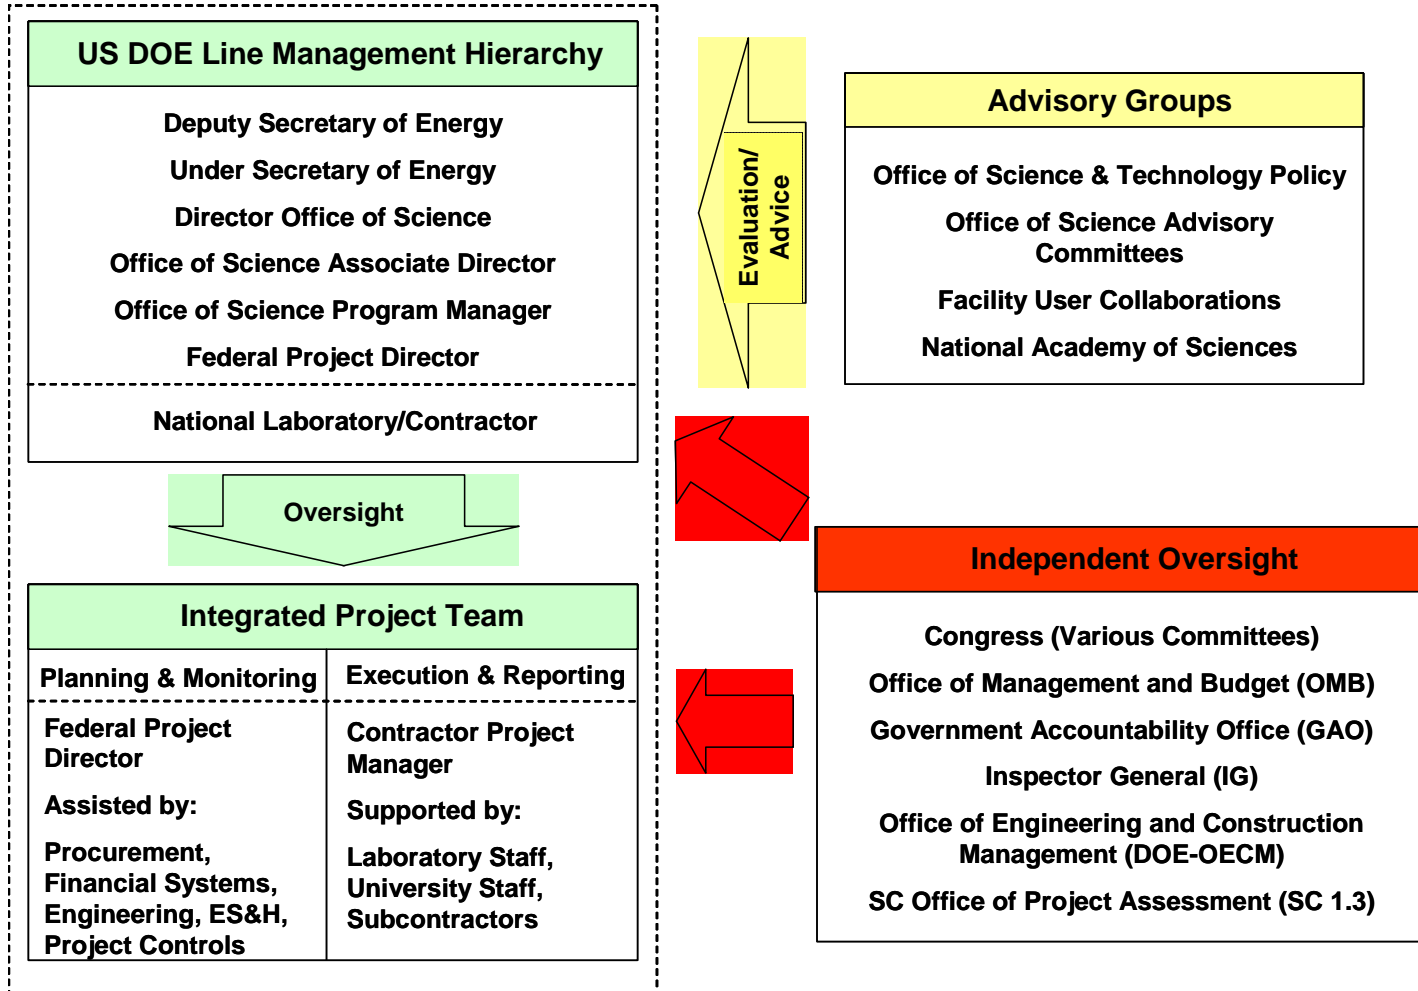 US DOE Line Management Hierarchy
Deputy Secretary of Energy
Under Secretary of Energy
Director Office of Science
Office of Science Associate Director
Office of Science Program Manager
Federal Project Director
National Laboratory/Contractor
Oversight
Integrated Project Team
Planning & Monitoring
Federal Project
Director
Assisted by:
Procurement,
Financial Systems,
Engineering, ES&H,
Project Controls
Execution & Reporting
Contractor Project
Manager
Supported by:
Laboratory Staff,
University Staff,
Subcontractors
Evaluation/
Advice
Advisory Groups
Office of Science & Technology Policy
Office of Science Advisory
Committees
Facility User Collaborations
National Academy of Sciences
Independent Oversight
Congress (Various Committees)
Office of Management and Budget (OMB)
Government Accountability Office (GAO)
Inspector General (IG)
Office of Engineering and Construction
Management (DOE-OECM)
SC Office of Project Assessment (SC 1.3)